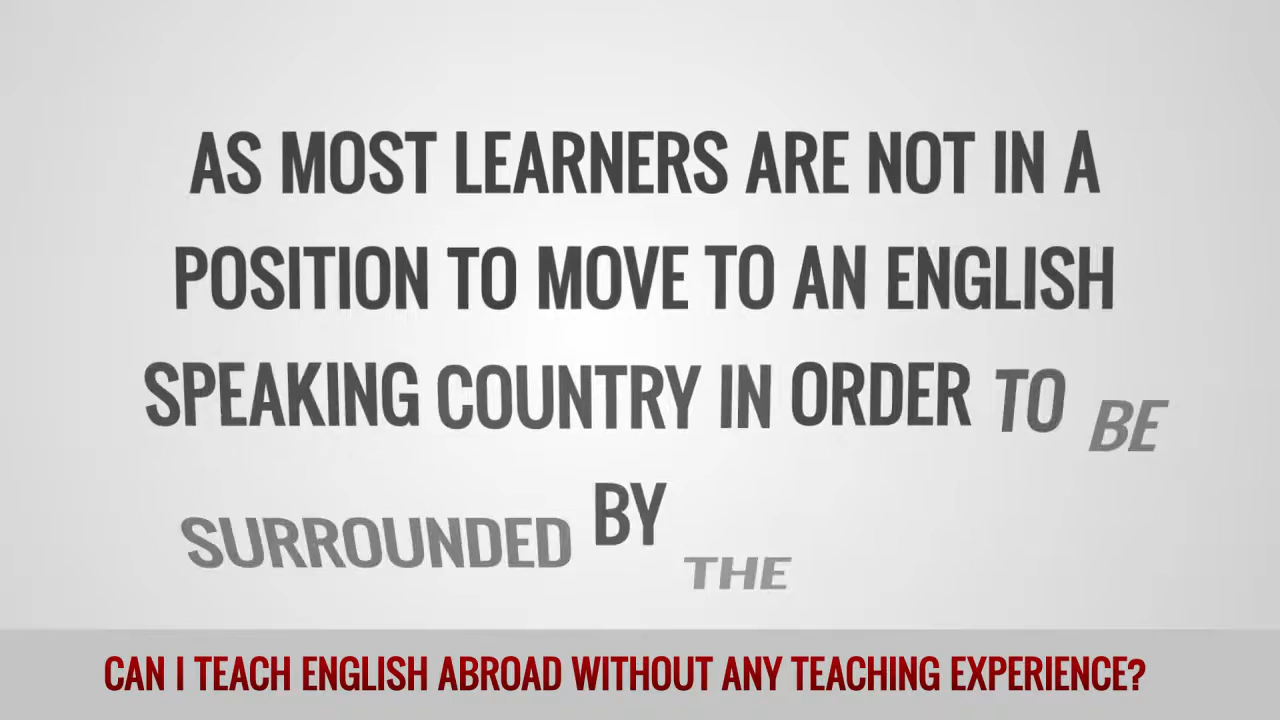 AS MOST LEARNERS ARE NOT IN A
POSITION TO MOVE TO AN ENGLISH
SPEAKING COUNTRY IN ORDER TO BE
SURROUNDED BY THE
CAN I TEACH ENGLISH ABROAD WITHOUT ANY TEACHING EXPERIENCE?